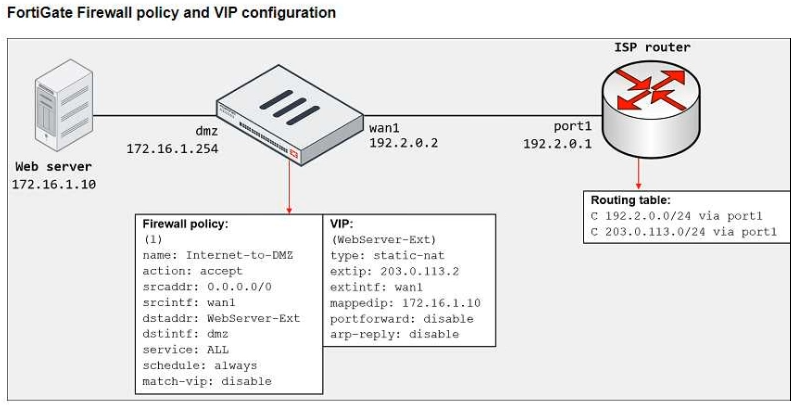 FortiGate Firewall policy and VIP configuration
ISP router
dmz
172.16.1.254
wan1
192.2.0.2
port1
192.2.0.1
Web server
172.16.1.10
Firewall policy:
(1)
name: Internet-to-DMZ
action: accept
srcaddr: 0.0.0.0/0
srcintf: wan1
dstaddr: WebServer-Ext
dstintf: dmz
service: ALL
schedule: always
match-vip: disable
VIP:
(WebServer-Ext)
type: static-nat
extip: 203.0.113.2
extintf: wan1
mappedip: 172.16.1.10
portforward: disable
arp-reply: disable
Routing table:
C 192.2.0.0/24 via port1
C 203.0.113.0/24 via port1